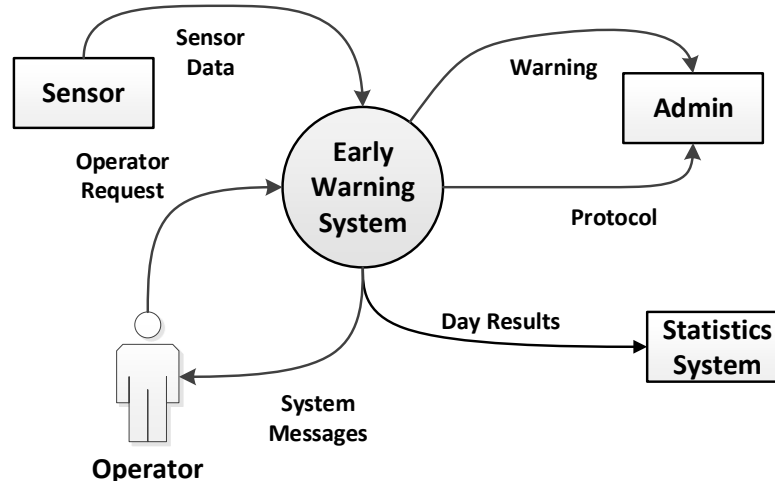 Sensor
Data
Warning
Sensor
Admin
Early
Warning
System
Operator
Request
Protocol
Day Results
Statistics
System
System
Messages
Operator